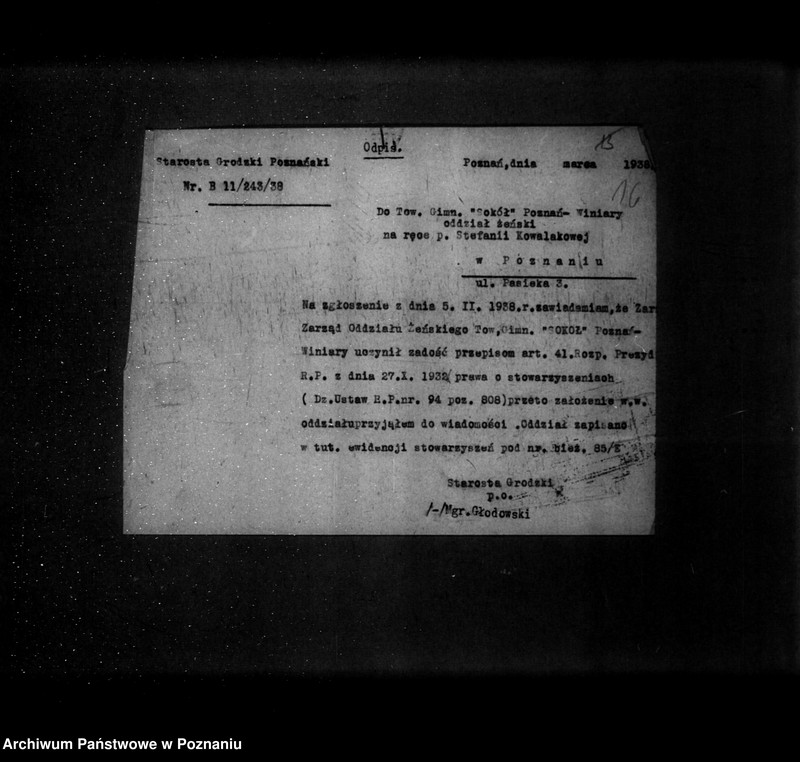 Odpis. 15
Starosta Grodzki Poznański Poznań,dnia marca 1938
Nr. B 11/243/38 16
Do Tow. Gimn. "Sokół" Poznań- Winiary
oddział żeński
na ręce p. Stefanii Kowalakowej
w Poznaniu
ul. Pasieka 3.
Na zgłoszenie z dnia 5. II. 1938.r.zawiadamiam,że Zar
Zarząd Oddziału Żeńskiego Tow,Gimn. "SOKÓŁ" Poznań-
Winiary uczynił zadość przepisom art. 41.Rozp. Prezyd
R.P. z dnia 27.X. 1932( prawa o stowarzyszeniach
( Dz.Ustaw R.P.nr. 94 poz. 808)przeto założenie w.w.
oddziałuprzyjąłem do wiadomości .Oddział zapisano
w tut. ewidencji stowarzyszeń pod nr. bież.
Starosta Grodzki
p.o.
/-/Mgr.Głodowski
Archiwum Państwowe w Poznaniu